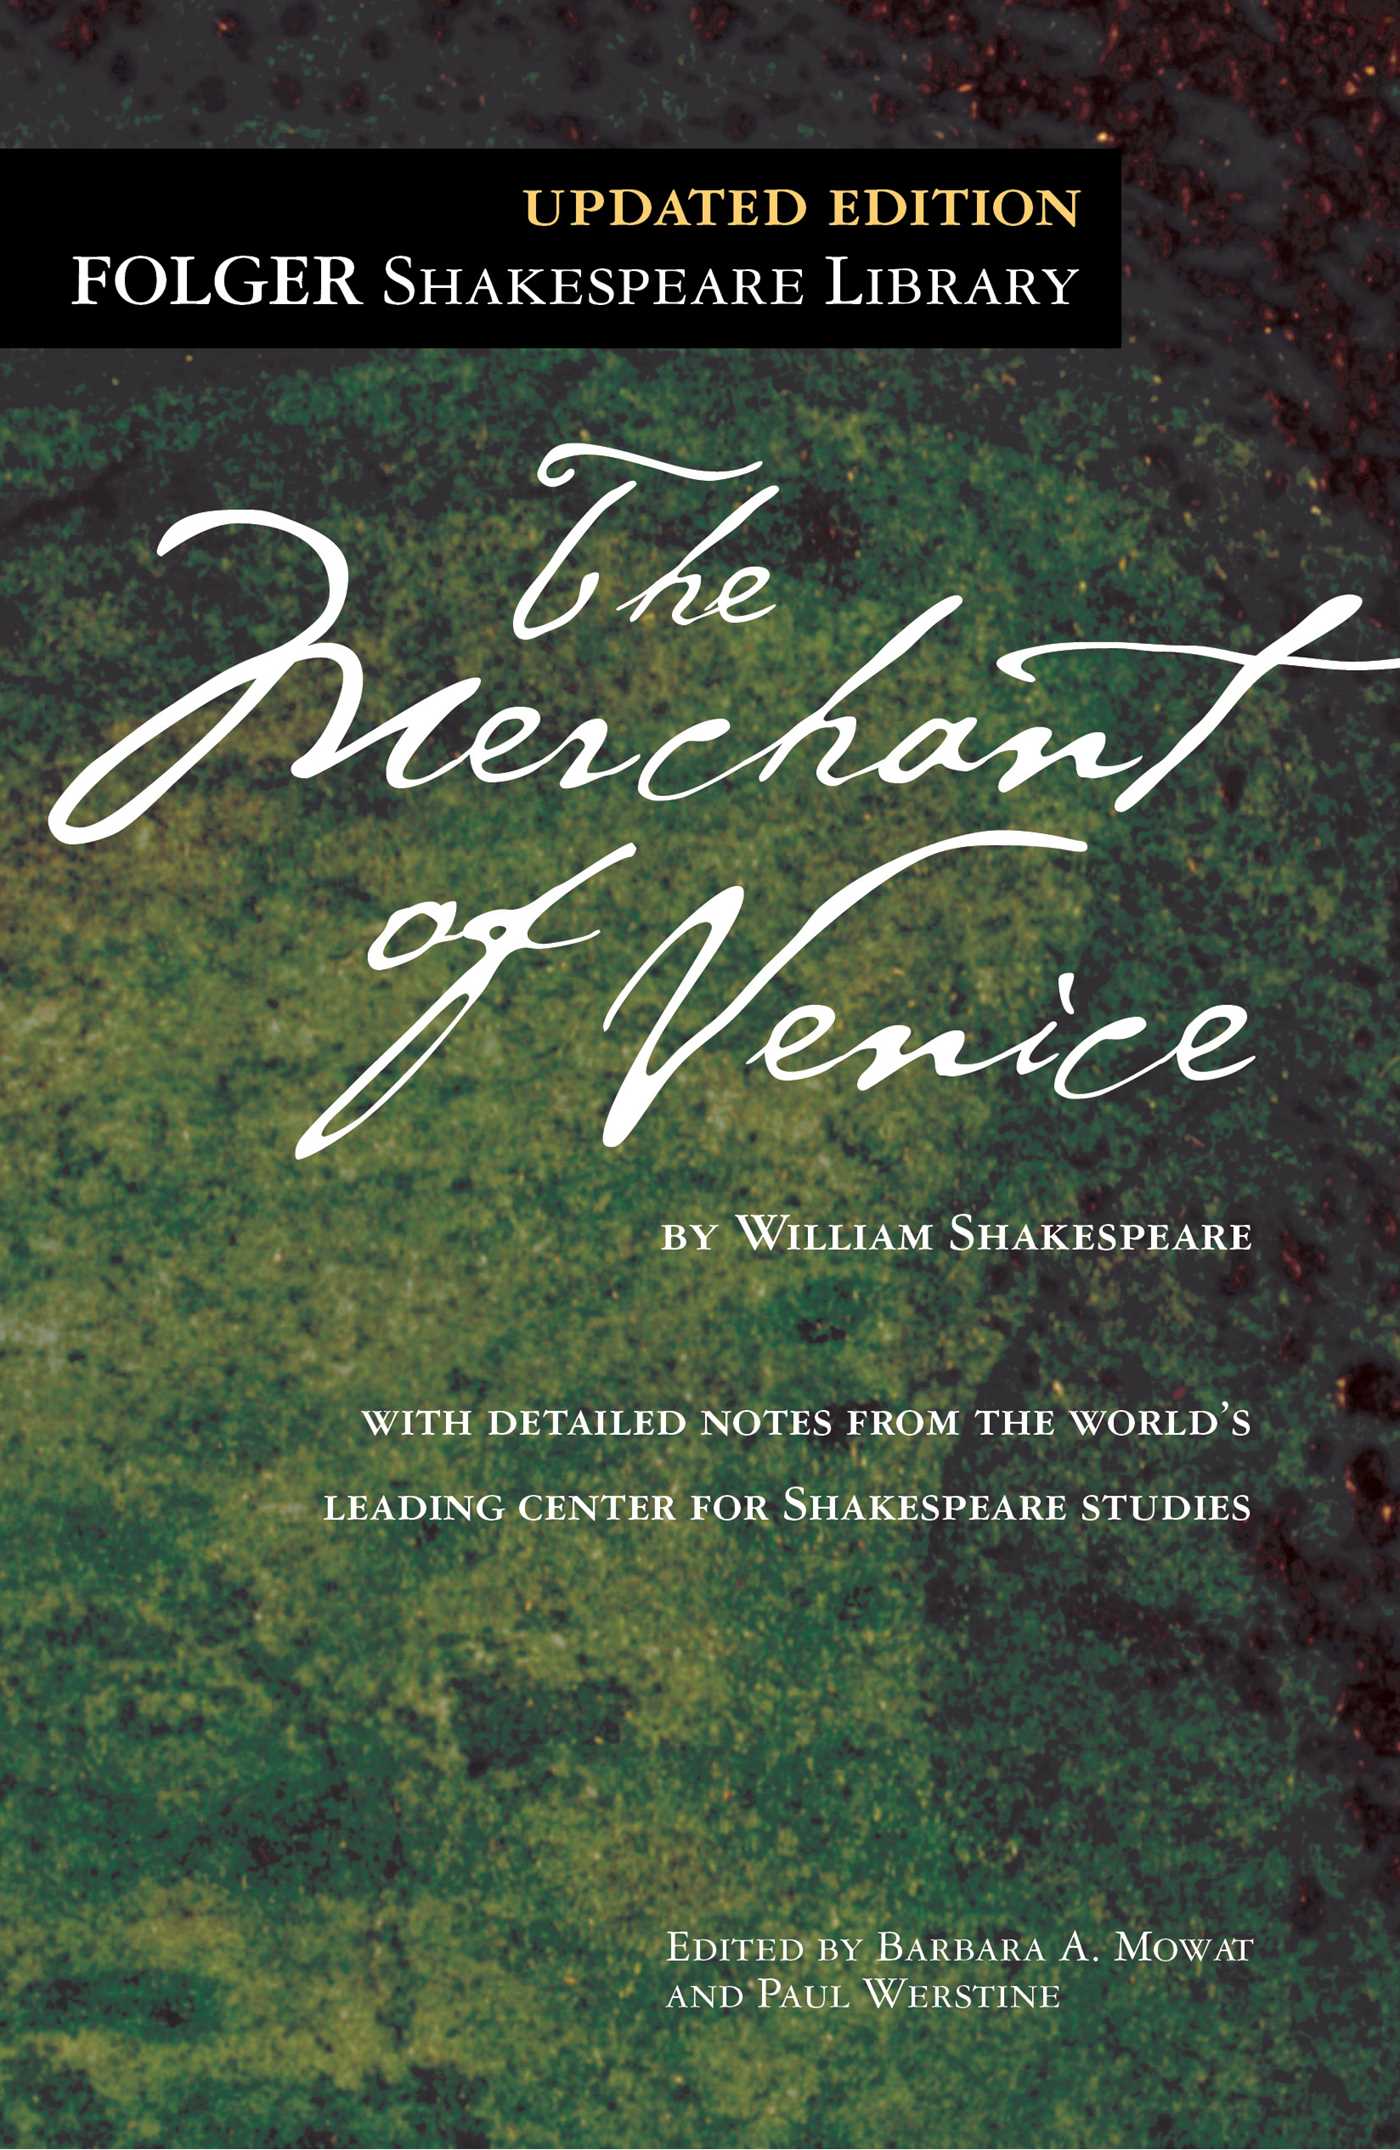 UPDATED EDITION
FOLGER SHAKESPEARE LIBRARY
The
Merchant
of Venice
BY WILLIAM SHAKESPEARE
WITH DETAILED NOTES FROM THE WORLD'S
LEADING CENTER FOR SHAKESPEARE STUDIES
EDITED BY BARBARA A. MOWAT
AND PAUL WERSTINE